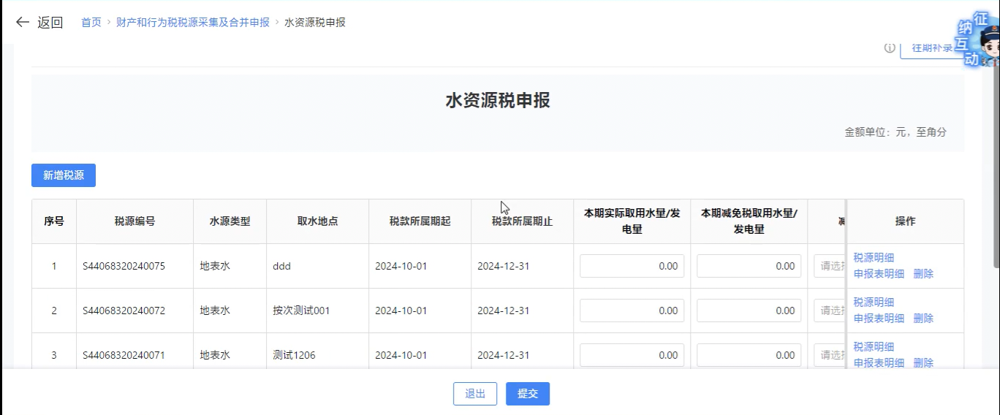 返回 首页 > 财产和行为税税源采集及合并申报 > 水资源税申报
征
纳
互
动
往期补录
水资源税申报
金额单位：元，至角分
新增税源
序号 税源编号 水源类型 取水地点 税款所属期起 税款所属期止 本期实际取用水量/发电量 本期减免税取用水量/发电量 操作
1 S44068320240075 地表水 ddd 2024-10-01 2024-12-31 0.00 0.00 请选择 税源明细
申报表明细 删除
2 S44068320240072 地表水 按次测试001 2024-10-01 2024-12-31 0.00 0.00 请选择 税源明细
申报表明细 删除
3 S44068320240071 地表水 测试1206 2024-10-01 2024-12-31 0.00 0.00 请选择 税源明细
申报表明细 删除
退出 提交